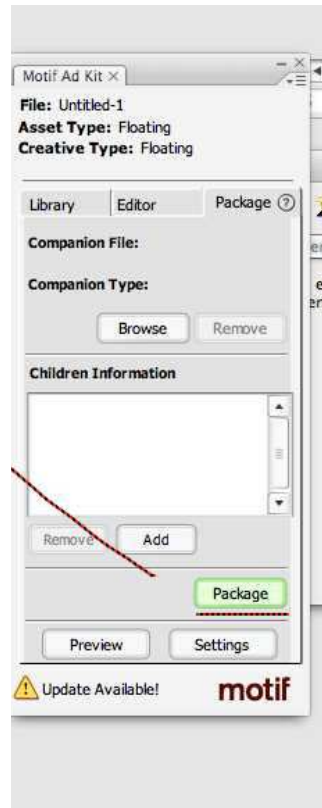 Motif Ad Kit ×
File: Untitled-1
Asset Type: Floating
Creative Type: Floating
Library Editor Package ?
Companion File:
Companion Type:
Browse Remove
Children Information
Remove Add
Package
Preview Settings
Update Available! motif